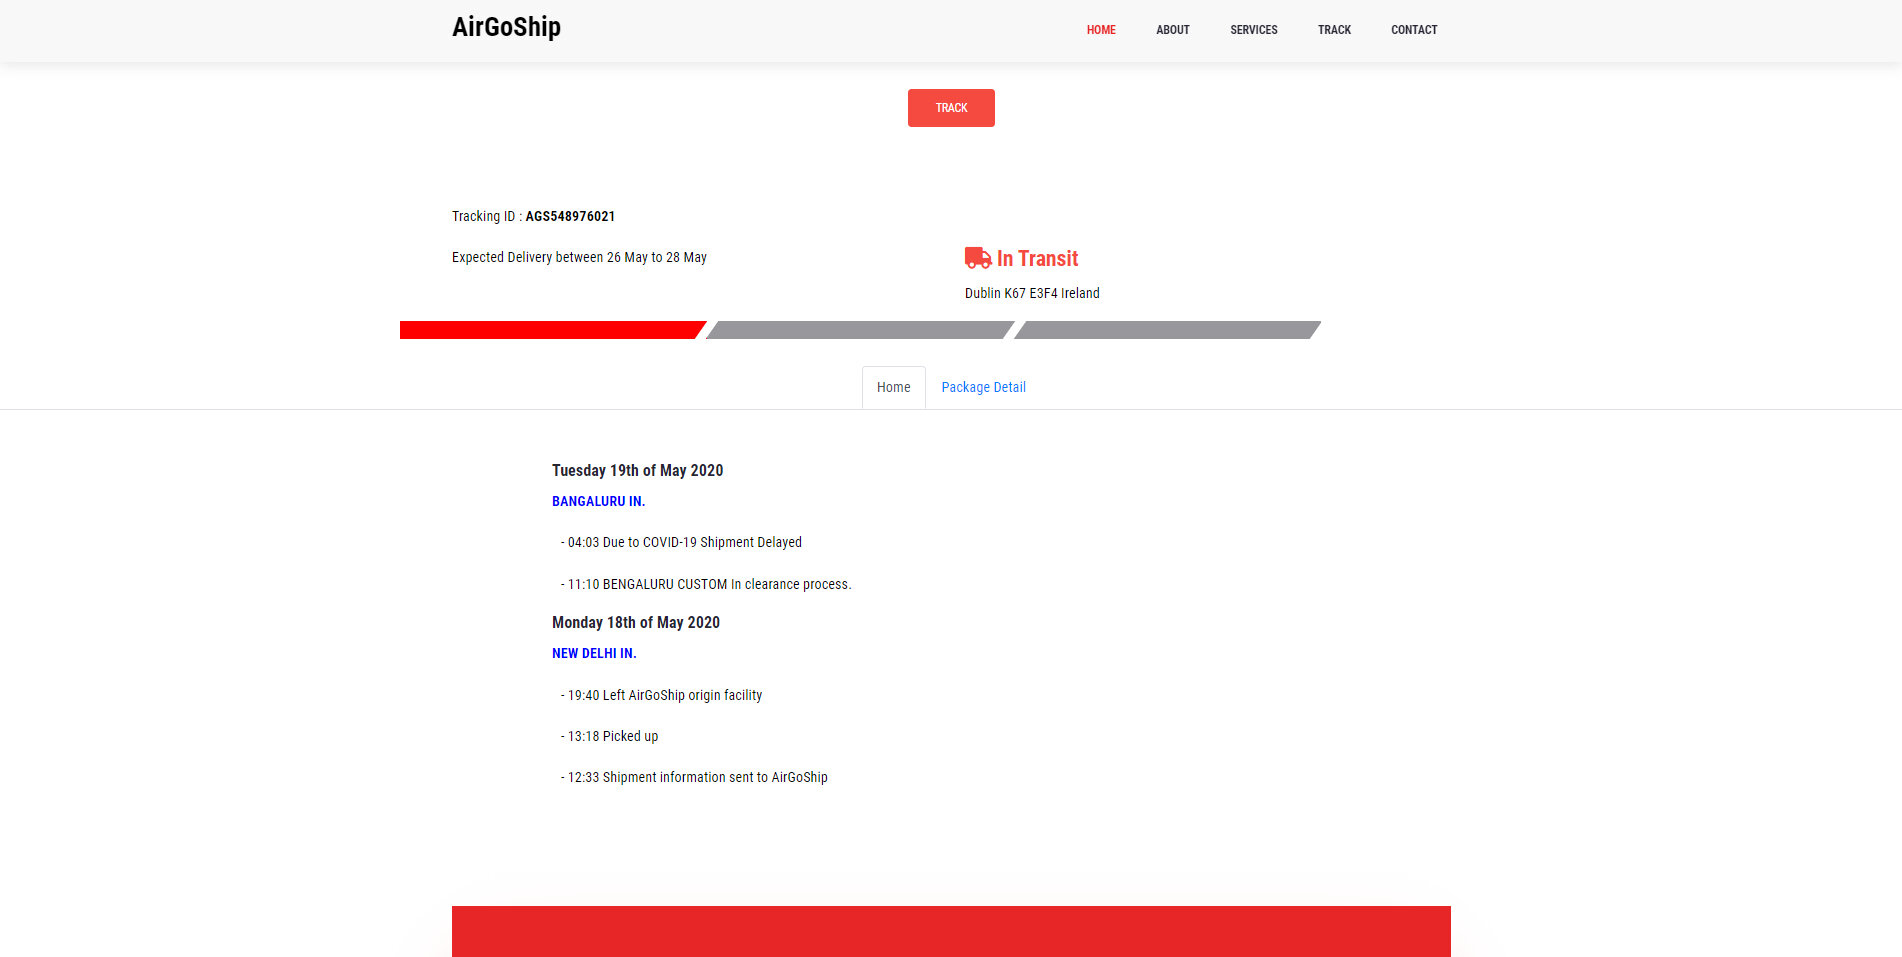 AirGoShip
HOME ABOUT SERVICES TRACK CONTACT
TRACK
Tracking ID : AGS548976021
Expected Delivery between 26 May to 28 May
In Transit
Dublin K67 E3F4 Ireland
Home Package Detail
Tuesday 19th of May 2020
BANGALURU IN.
- 04:03 Due to COVID-19 Shipment Delayed
- 11:10 BENGALURU CUSTOM In clearance process.
Monday 18th of May 2020
NEW DELHI IN.
- 19:40 Left AirGoShip origin facility
- 13:18 Picked up
- 12:33 Shipment information sent to AirGoShip